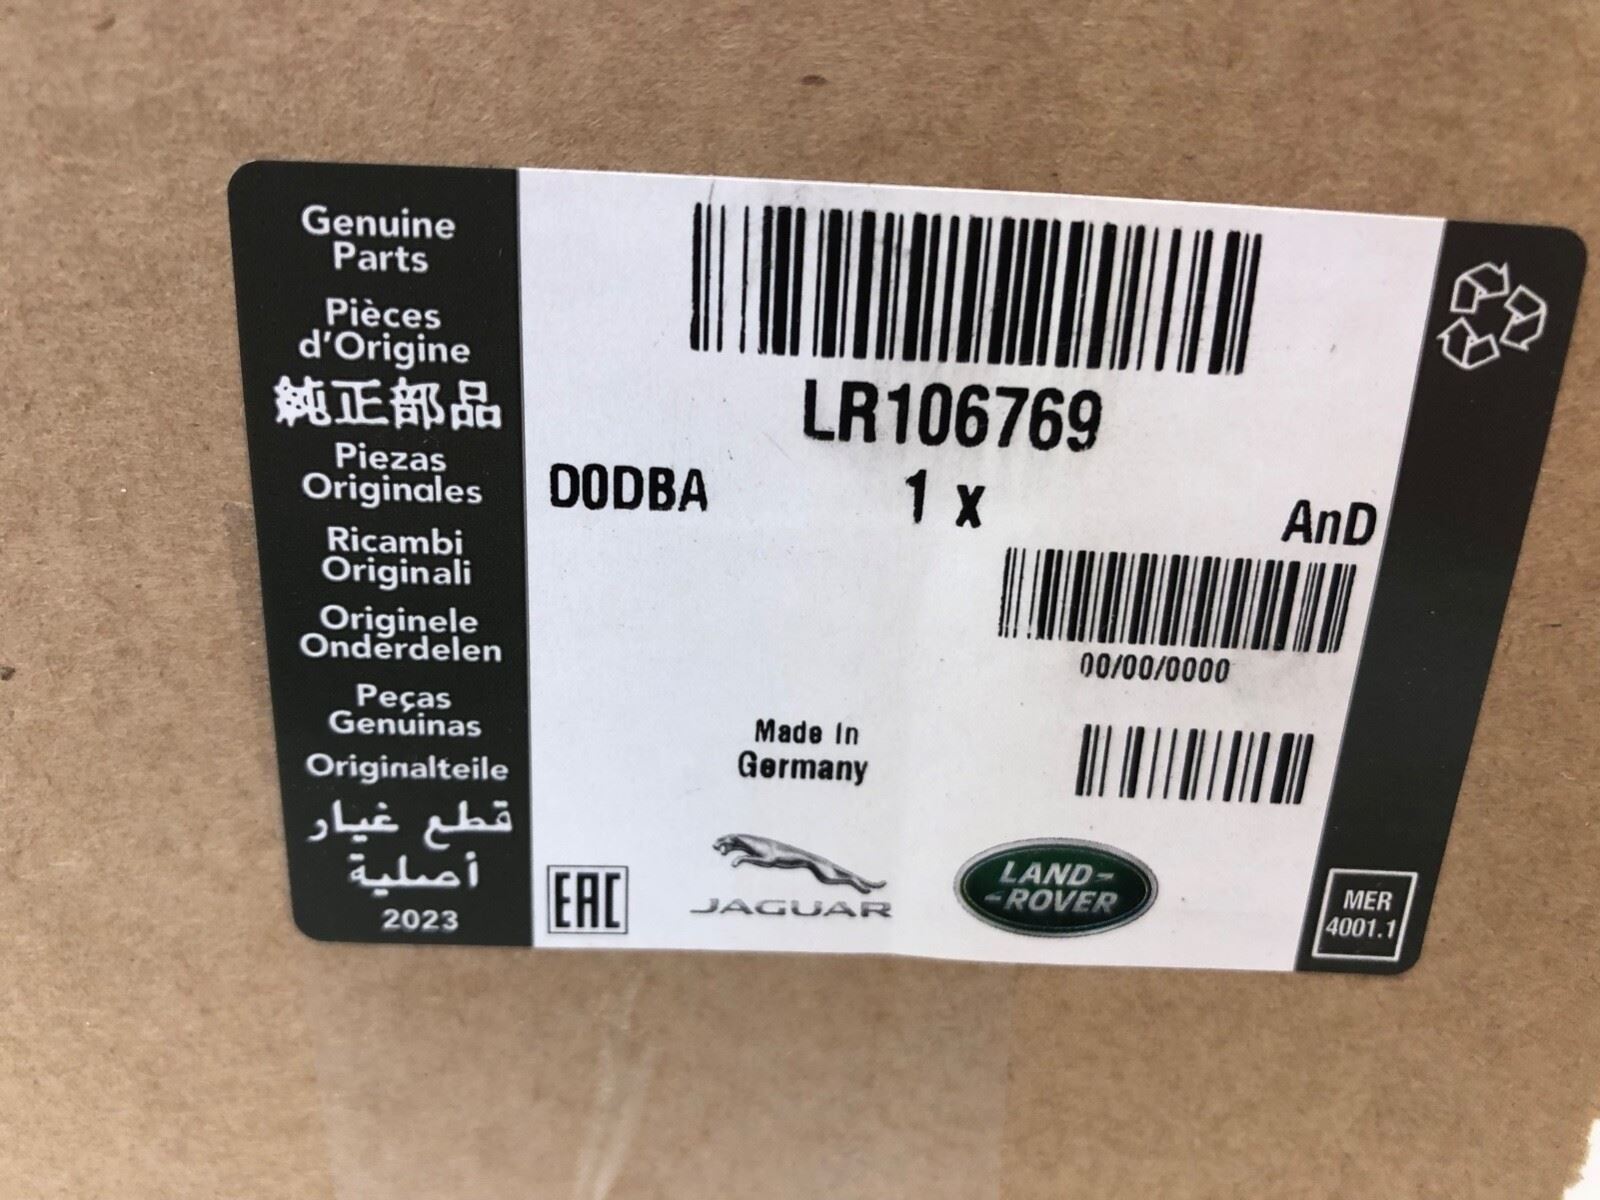 Genuine
Parts
Pièces
d'Origine
純正部品
Piezas
Originales
Ricambi
Originali
Originele
Onderdelen
Peças
Genuinas
Originalteile
قطع غيار
أصلية
2023
LR106769
D0DBA 1 x AnD
00/00/0000
Made In
Germany
EAC
JAGUAR
LAND-
-ROVER
MER
4001.1